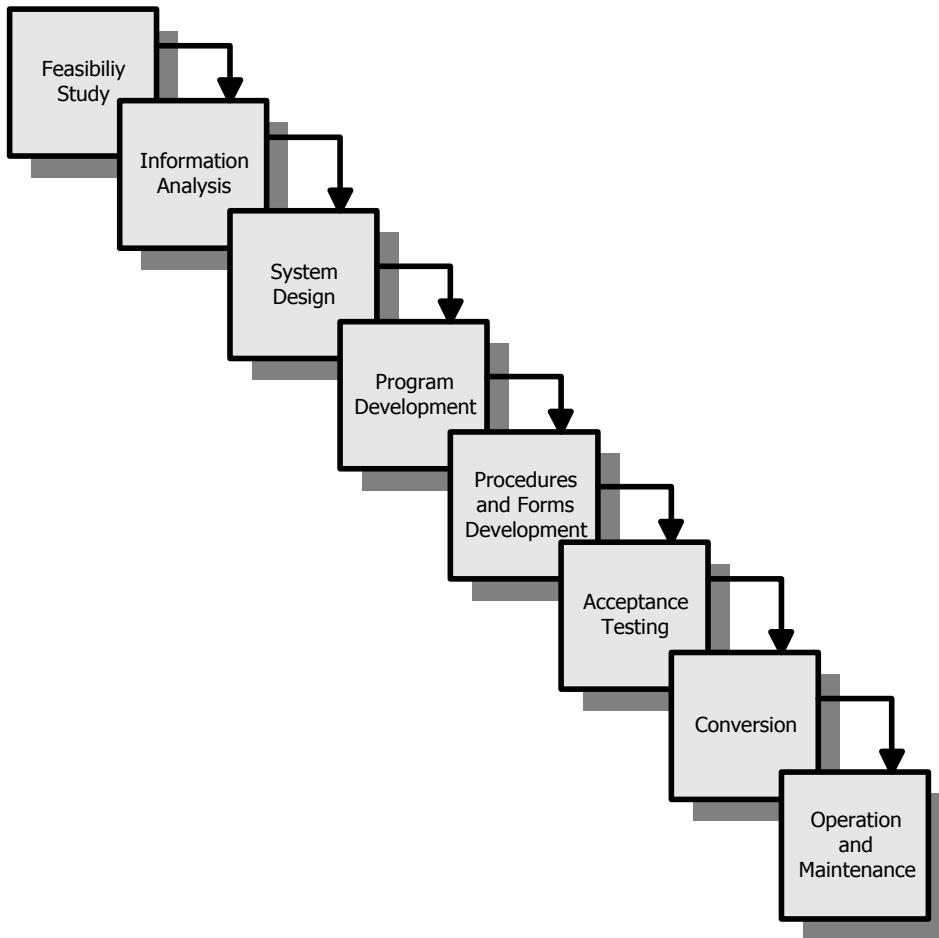 Feasibiliy
Study
Information
Analysis
System
Design
Program
Development
Procedures
and Forms
Development
Acceptance
Testing
Conversion
Operation
and
Maintenance